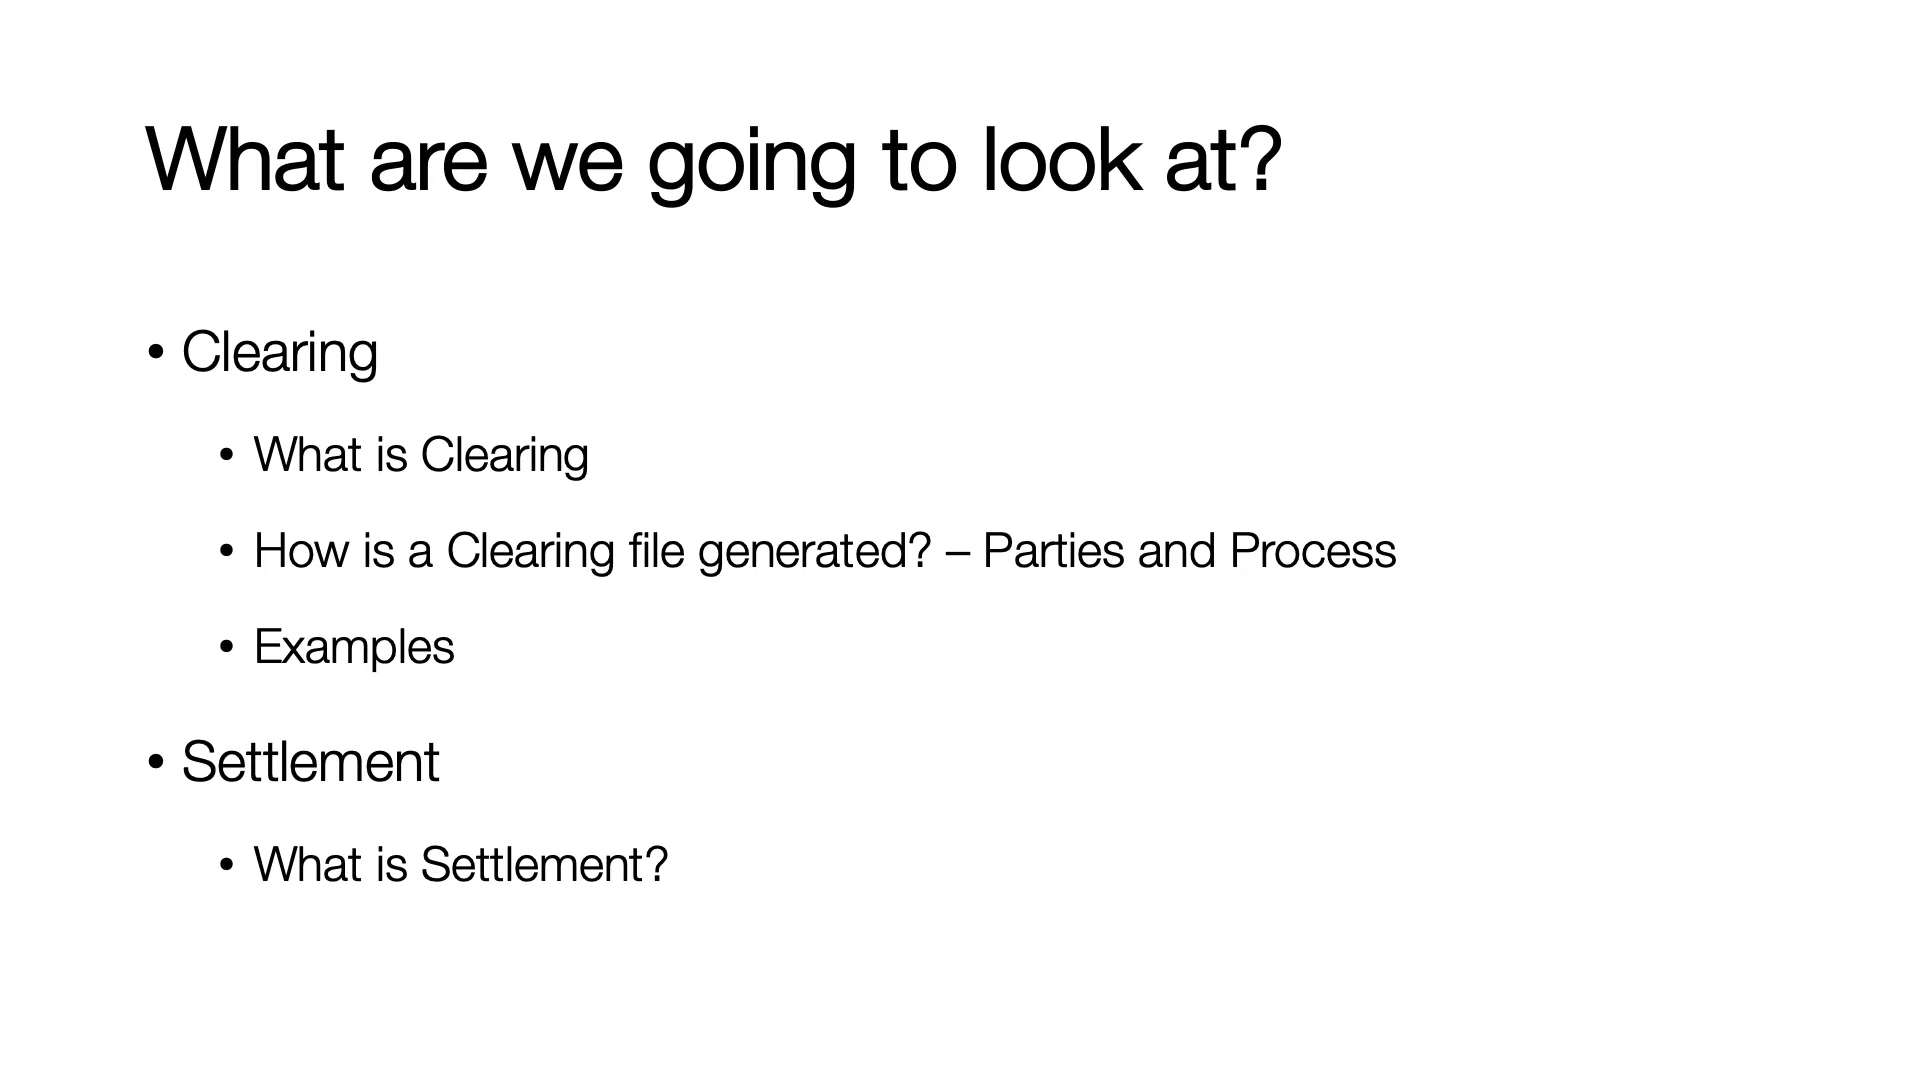 What are we going to look at?
• Clearing
• What is Clearing
• How is a Clearing file generated? – Parties and Process
• Examples
• Settlement
• What is Settlement?